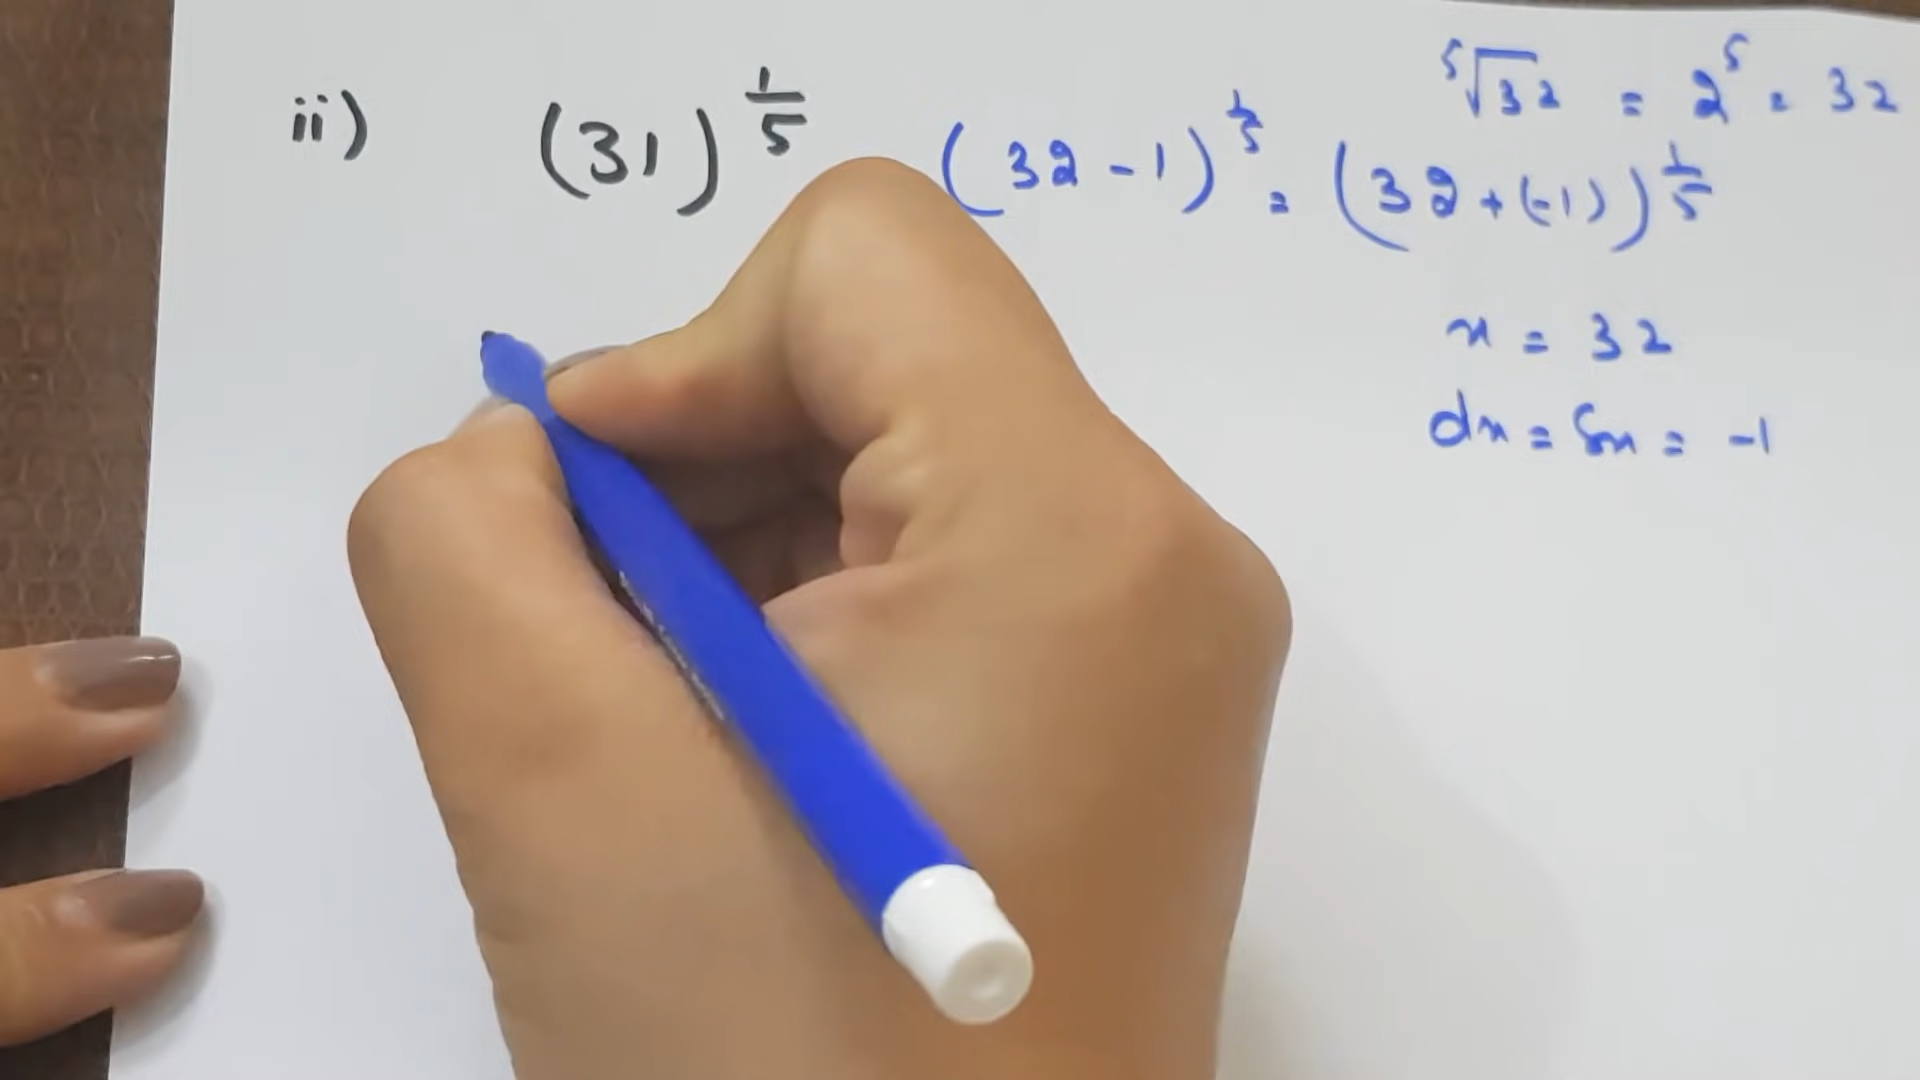 ii) (31)^{1/5} (32 - 1)^{1/5} = (32 + (-1))^{1/5}
⁵√32 = 2⁵ = 32
x = 32
dx = δx = -1